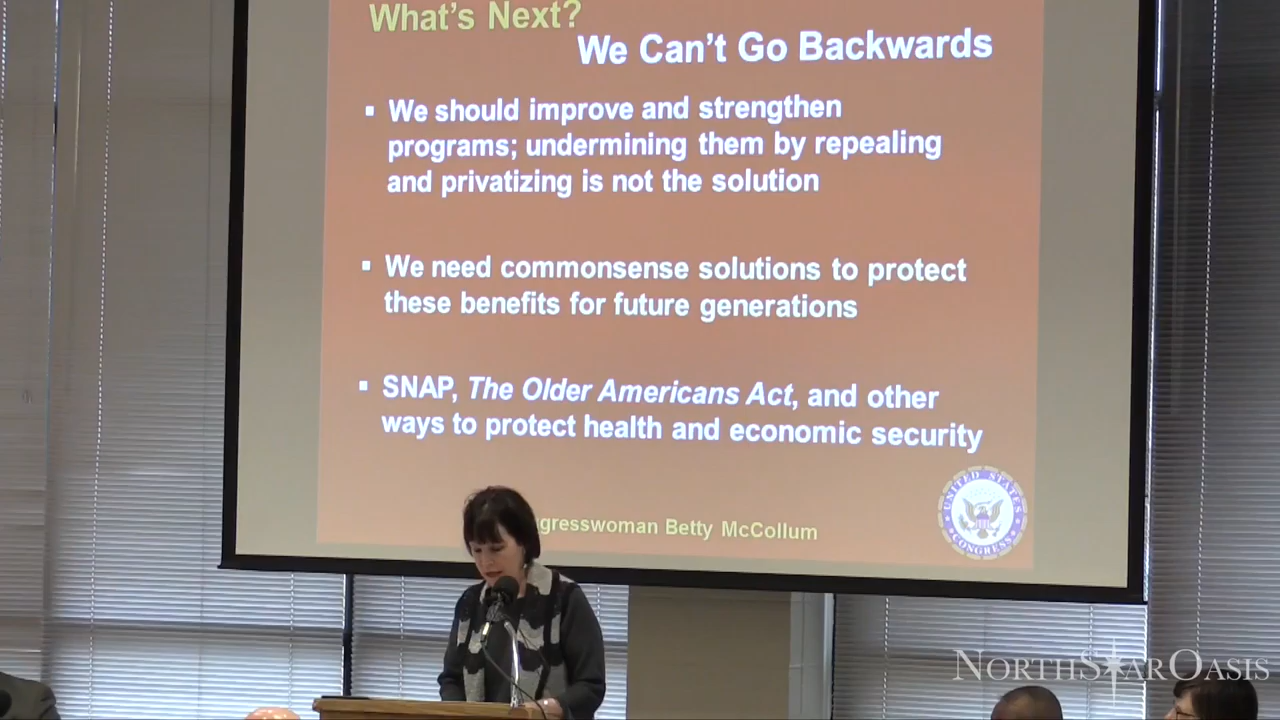 What's Next?
We Can't Go Backwards
▪ We should improve and strengthen
programs; undermining them by repealing
and privatizing is not the solution
▪ We need commonsense solutions to protect
these benefits for future generations
▪ SNAP, The Older Americans Act, and other
ways to protect health and economic security
UNITED STATES
CONGRESS
gresswoman Betty McCollum
NORTHSTAROASIS